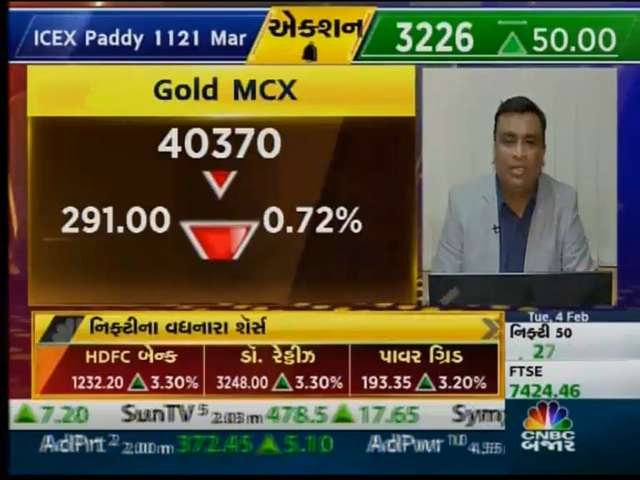 ICEX Paddy 1121 Mar
એક્શન
3226 50.00
Gold MCX
40370
291.00 0.72%
નિફ્ટીના વધનારા શૅર્સ
HDFC બેન્ક ડૉ. રેડ્ડીઝ પાવર ગ્રિડ
1232.20 3.30% 3248.00 3.30% 193.35 3.20%
Tue, 4 Feb
નિફ્ટી 50
27
FTSE
7424.46
7.20 SunTV 478.5 17.65 Sym
AdPrt 372.45 5.10 AdPwr
CNBC
બજાર